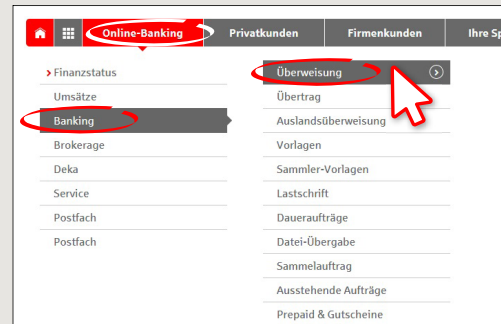 Online-Banking
Privatkunden
Firmenkunden
Ihre Sp
Finanzstatus
Umsätze
Banking
Brokerage
Deka
Service
Postfach
Postfach
Überweisung
Übertrag
Auslandsüberweisung
Vorlagen
Sammler-Vorlagen
Lastschrift
Daueraufträge
Datei-Übergabe
Sammelauftrag
Ausstehende Aufträge
Prepaid & Gutscheine